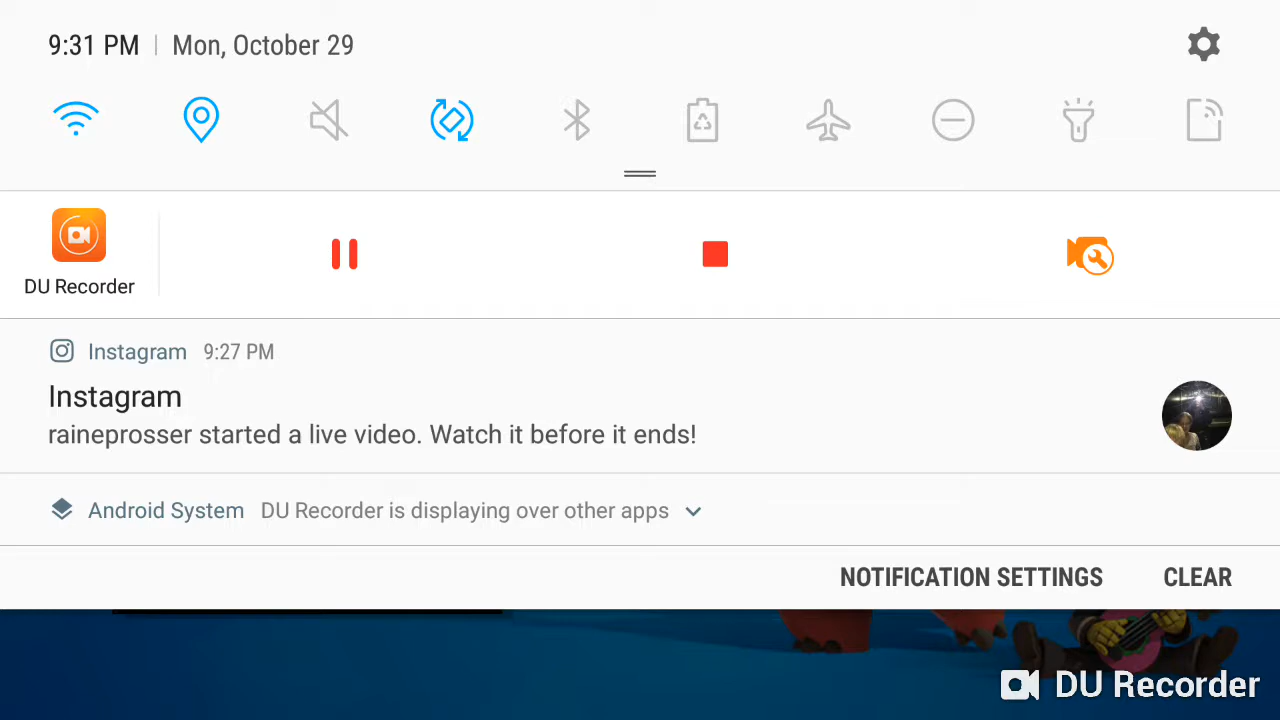 9:31 PM | Mon, October 29
DU Recorder
Instagram 9:27 PM
Instagram
raineprosser started a live video. Watch it before it ends!
Android System DU Recorder is displaying over other apps
NOTIFICATION SETTINGS CLEAR
DU Recorder